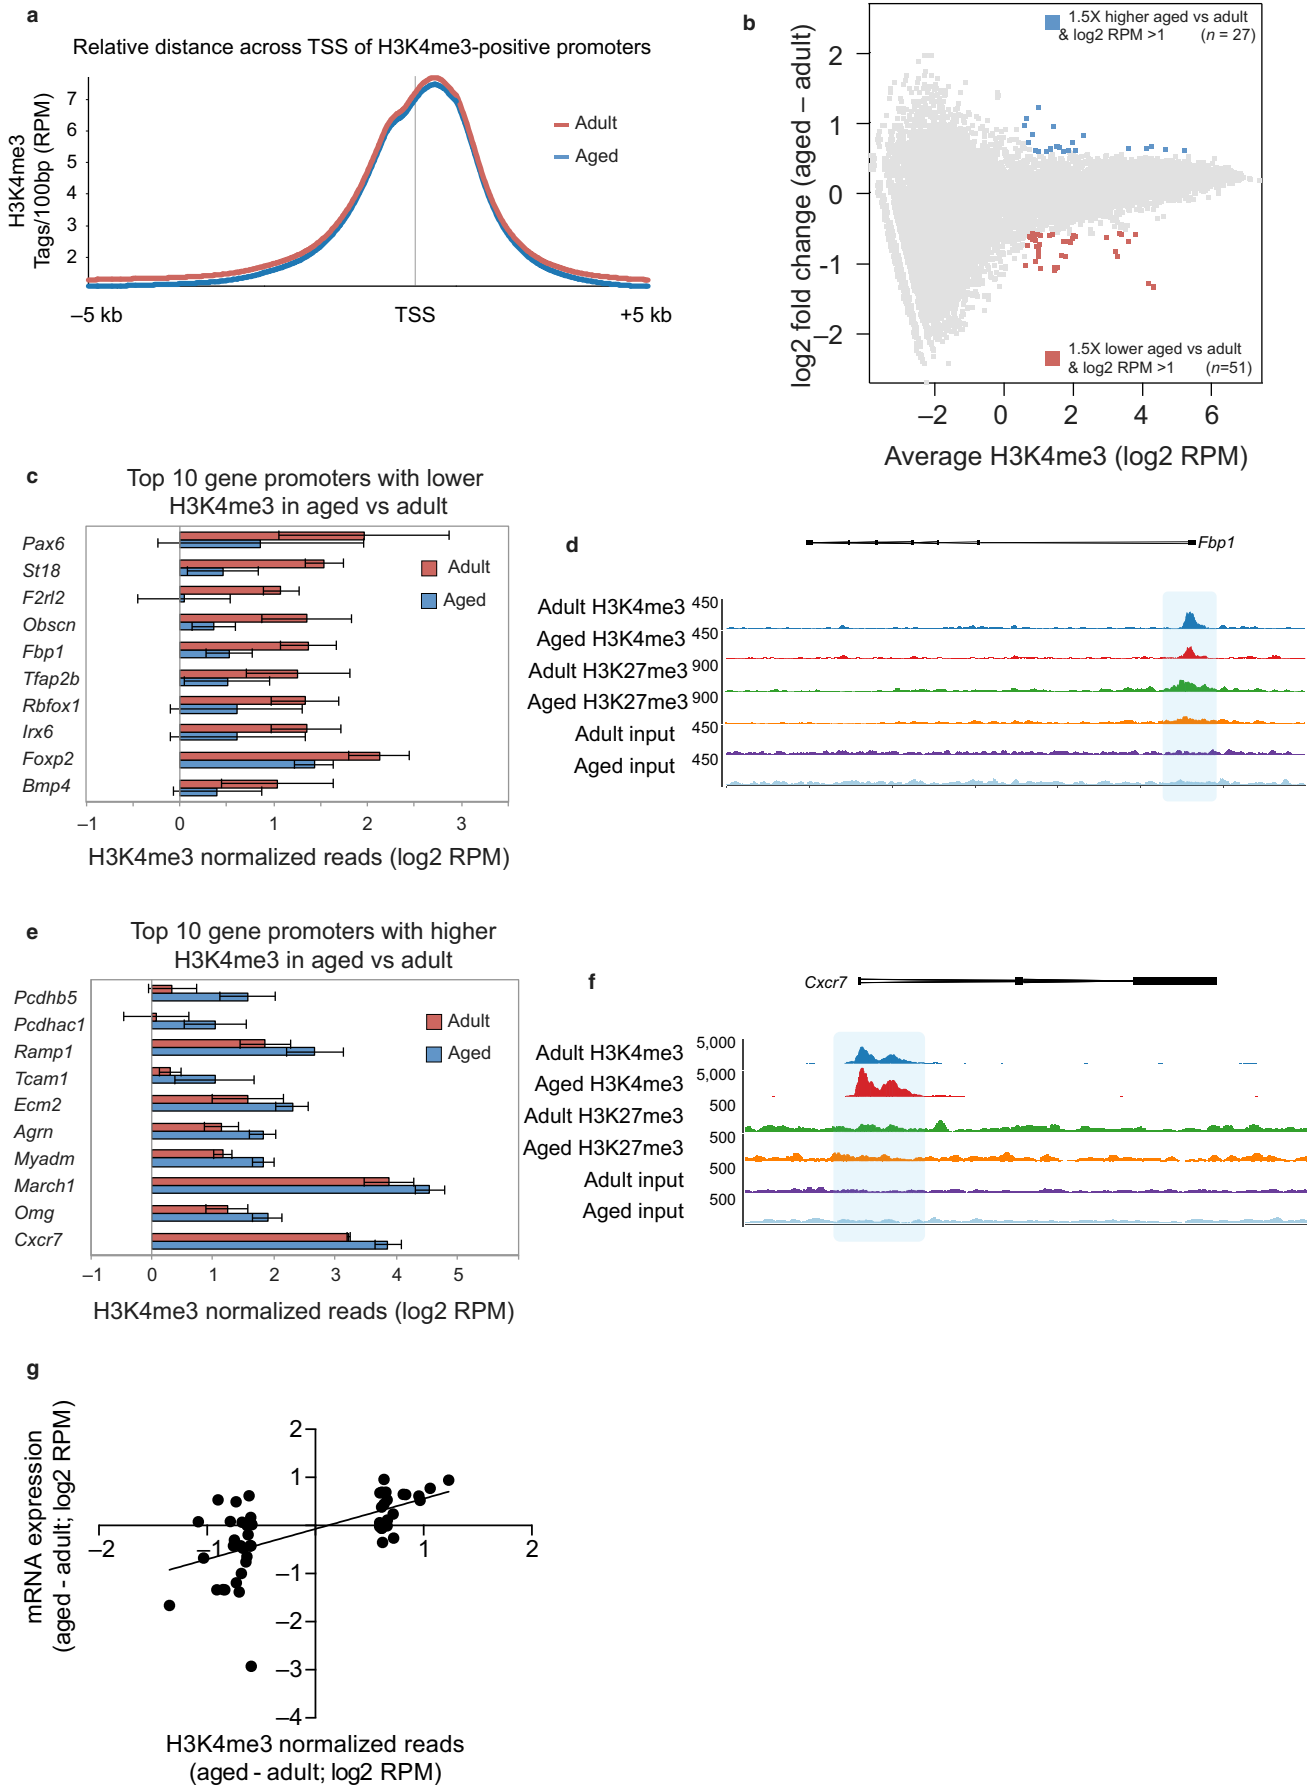 a
Relative distance across TSS of H3K4me3-positive promoters
H3K4me3
Tags/100bp (RPM)
7
6
5
4
3
2
Adult
Aged
–5 kb
TSS
+5 kb
b
1.5X higher aged vs adult
& log2 RPM >1 (n = 27)
log2 fold change (aged – adult)
2
1
0
-1
–2
1.5X lower aged vs adult
& log2 RPM >1 (n=51)
–2
0
2
4
6
Average H3K4me3 (log2 RPM)
c
Top 10 gene promoters with lower
H3K4me3 in aged vs adult
Pax6
St18
F2rl2
Obscn
Fbp1
Tfap2b
Rbfox1
Irx6
Foxp2
Bmp4
Adult
Aged
–1
0
1
2
3
H3K4me3 normalized reads (log2 RPM)
d
Fbp1
Adult H3K4me3 450
Aged H3K4me3 450
Adult H3K27me3 900
Aged H3K27me3 900
Adult input 450
Aged input 450
e
Top 10 gene promoters with higher
H3K4me3 in aged vs adult
Pcdhb5
Pcdhac1
Ramp1
Tcam1
Ecm2
Agrn
Myadm
March1
Omg
Cxcr7
Adult
Aged
–1
0
1
2
3
4
5
H3K4me3 normalized reads (log2 RPM)
f
Cxcr7
Adult H3K4me3 5,000
Aged H3K4me3 5,000
Adult H3K27me3 500
Aged H3K27me3 500
Adult input 500
Aged input 500
g
mRNA expression
(aged - adult; log2 RPM)
2
1
–2
–1
1
2
–1
–2
–3
–4
H3K4me3 normalized reads
(aged - adult; log2 RPM)